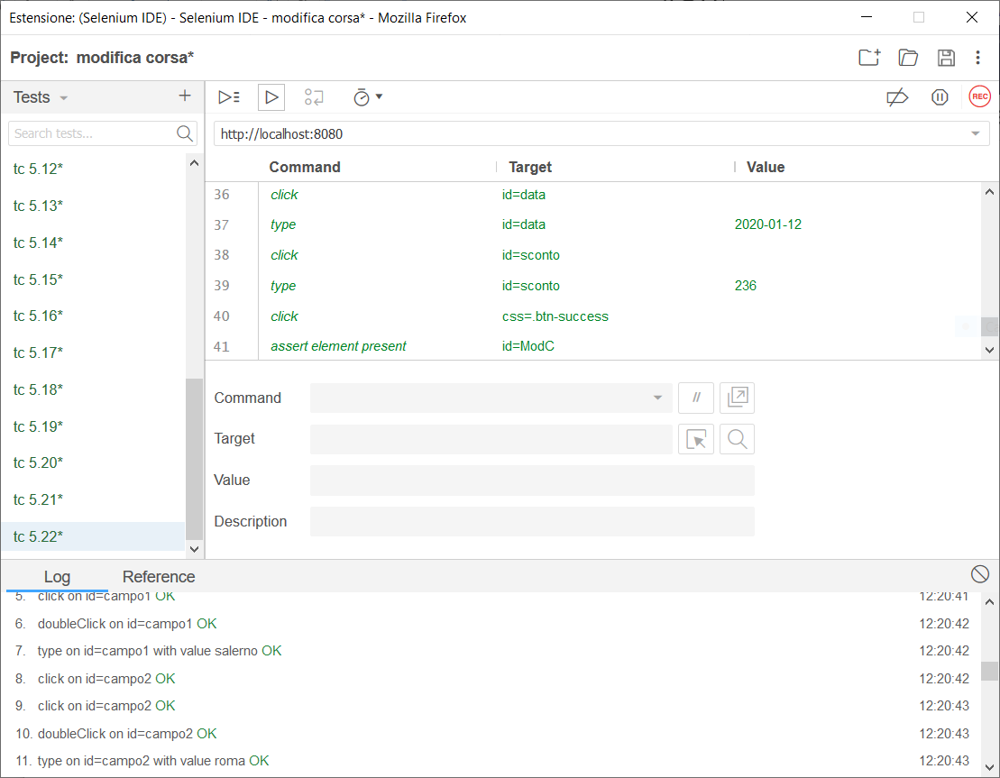 Estensione: (Selenium IDE) - Selenium IDE - modifica corsa* - Mozilla Firefox
Project: modifica corsa*
Tests
REC
Search tests...
http://localhost:8080
Command Target Value
tc 5.12*
tc 5.13*
tc 5.14*
tc 5.15*
tc 5.16*
tc 5.17*
tc 5.18*
tc 5.19*
tc 5.20*
tc 5.21*
tc 5.22*
36 click id=data
37 type id=data 2020-01-12
38 click id=sconto
39 type id=sconto 236
40 click css=.btn-success
41 assert element present id=ModC
Command //
Target
Value
Description
Log Reference
5. click on id=campo1 OK 12:20:41
6. doubleClick on id=campo1 OK 12:20:42
7. type on id=campo1 with value salerno OK 12:20:42
8. click on id=campo2 OK 12:20:42
9. click on id=campo2 OK 12:20:43
10. doubleClick on id=campo2 OK 12:20:43
11. type on id=campo2 with value roma OK 12:20:43